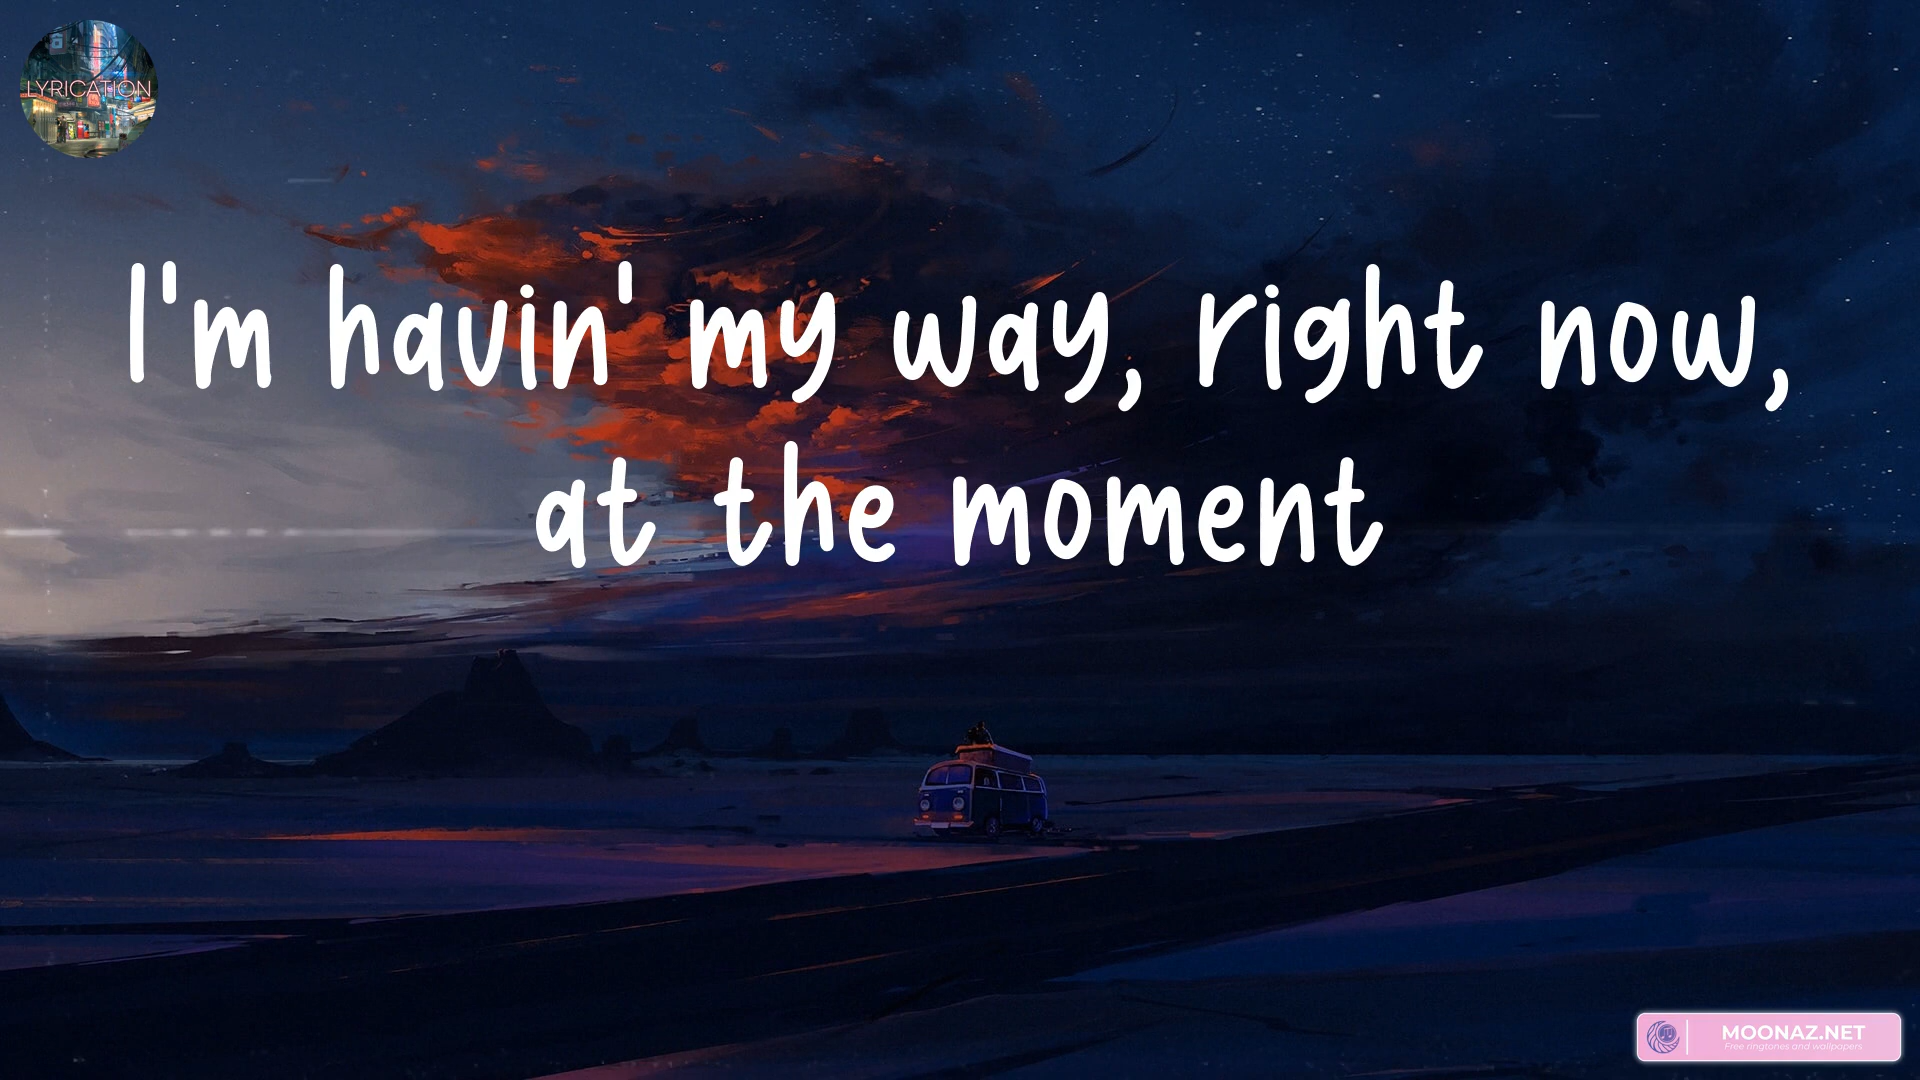 LYRICATION
I'm havin' my way, right now,
at the moment
MOONAZ.NET
Free ringtones and wallpapers